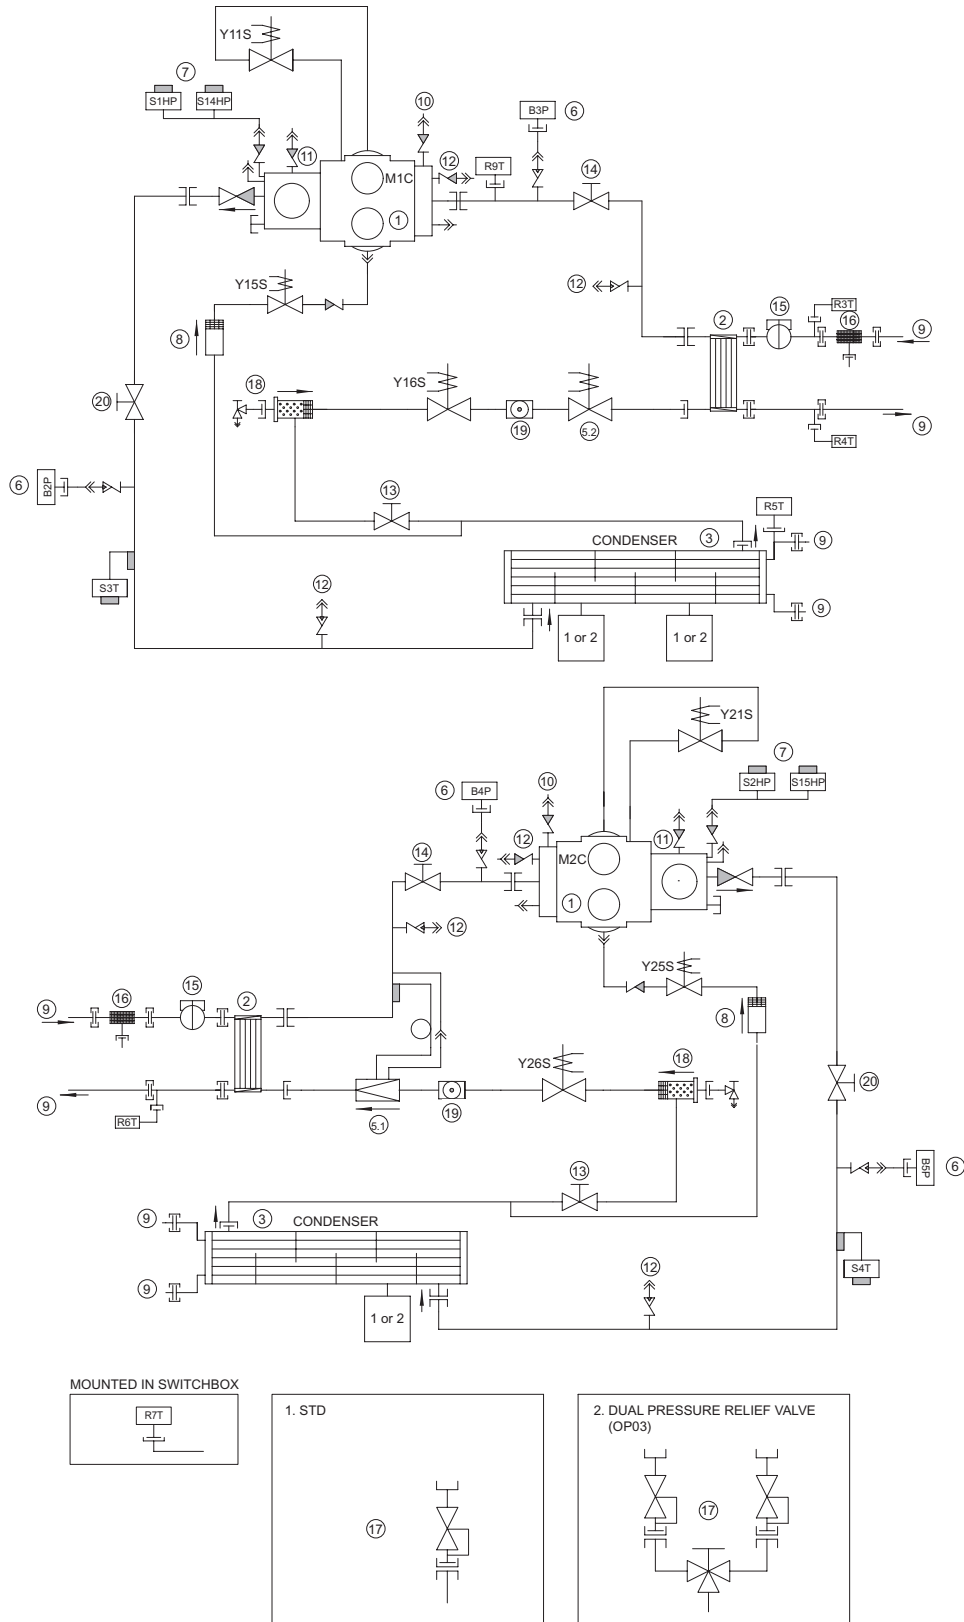 Y11S
7
S1HP S14HP
10
B3P 6
11
M1C
12
R9T
14
1
Y15S
12
8
2
15
R3T
16
9
20
18
Y16S
19
5.2
9
R4T
6 B2P
13
R5T
CONDENSER 3
9
S3T
12
9
1 or 2 1 or 2
Y21S
7
S2HP S15HP
6 B4P
10
12
11
14
M2C
1
12
Y25S
15
16
9
2
8
18
Y26S
20
9
R6T
5.1
19
B5P 6
13
9
3 CONDENSER
12
S4T
9
1 or 2
MOUNTED IN SWITCHBOX
R7T
1. STD
17
2. DUAL PRESSURE RELIEF VALVE
(OP03)
17